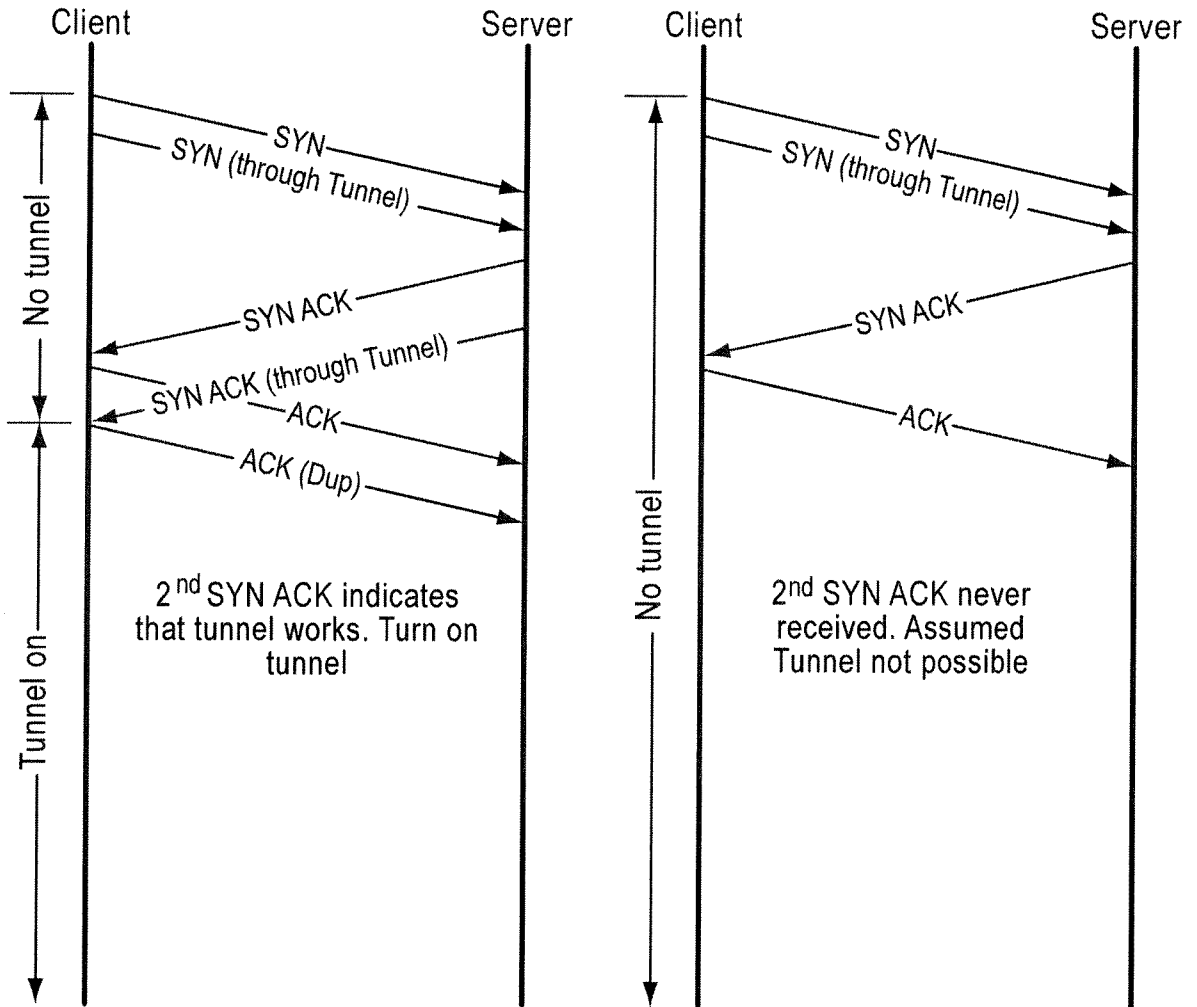 Client
Server
SYN
SYN (through Tunnel)
No tunnel
SYN ACK
SYN ACK (through Tunnel)
ACK
ACK (Dup)
2nd SYN ACK indicates
that tunnel works. Turn on
tunnel
Tunnel on
Client
Server
SYN
SYN (through Tunnel)
SYN ACK
ACK
No tunnel
2nd SYN ACK never
received. Assumed
Tunnel not possible